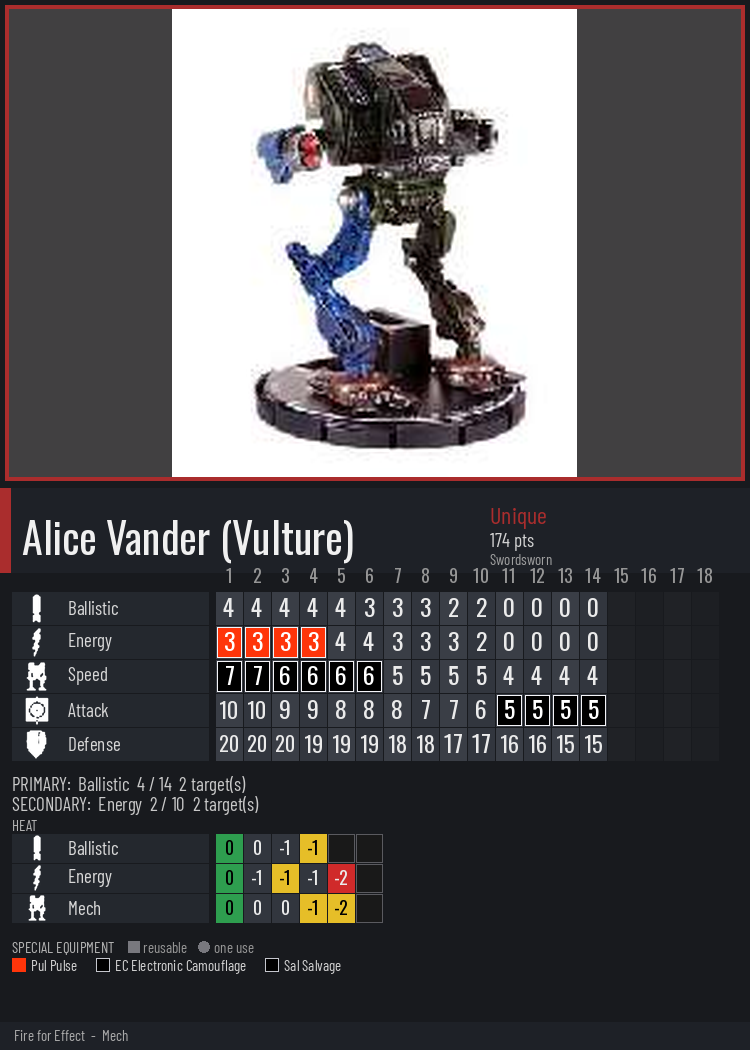 Alice Vander (Vulture)
Unique
174 pts
Swordsworn
1 2 3 4 5 6 7 8 9 10 11 12 13 14 15 16 17 18
Ballistic 4 4 4 4 4 3 3 3 2 2 0 0 0 0
Energy 3 3 3 3 4 4 3 3 3 2 0 0 0 0
Speed 7 7 6 6 6 6 5 5 5 5 4 4 4 4
Attack 10 10 9 9 8 8 8 7 7 6 5 5 5 5
Defense 20 20 20 19 19 19 18 18 17 17 16 16 15 15
PRIMARY: Ballistic 4 / 14 2 target(s)
SECONDARY: Energy 2 / 10 2 target(s)
HEAT
Ballistic 0 0 -1 -1
Energy 0 -1 -1 -1 -2
Mech 0 0 0 -1 -2
SPECIAL EQUIPMENT reusable one use
Pul Pulse EC Electronic Camouflage Sal Salvage
Fire for Effect - Mech